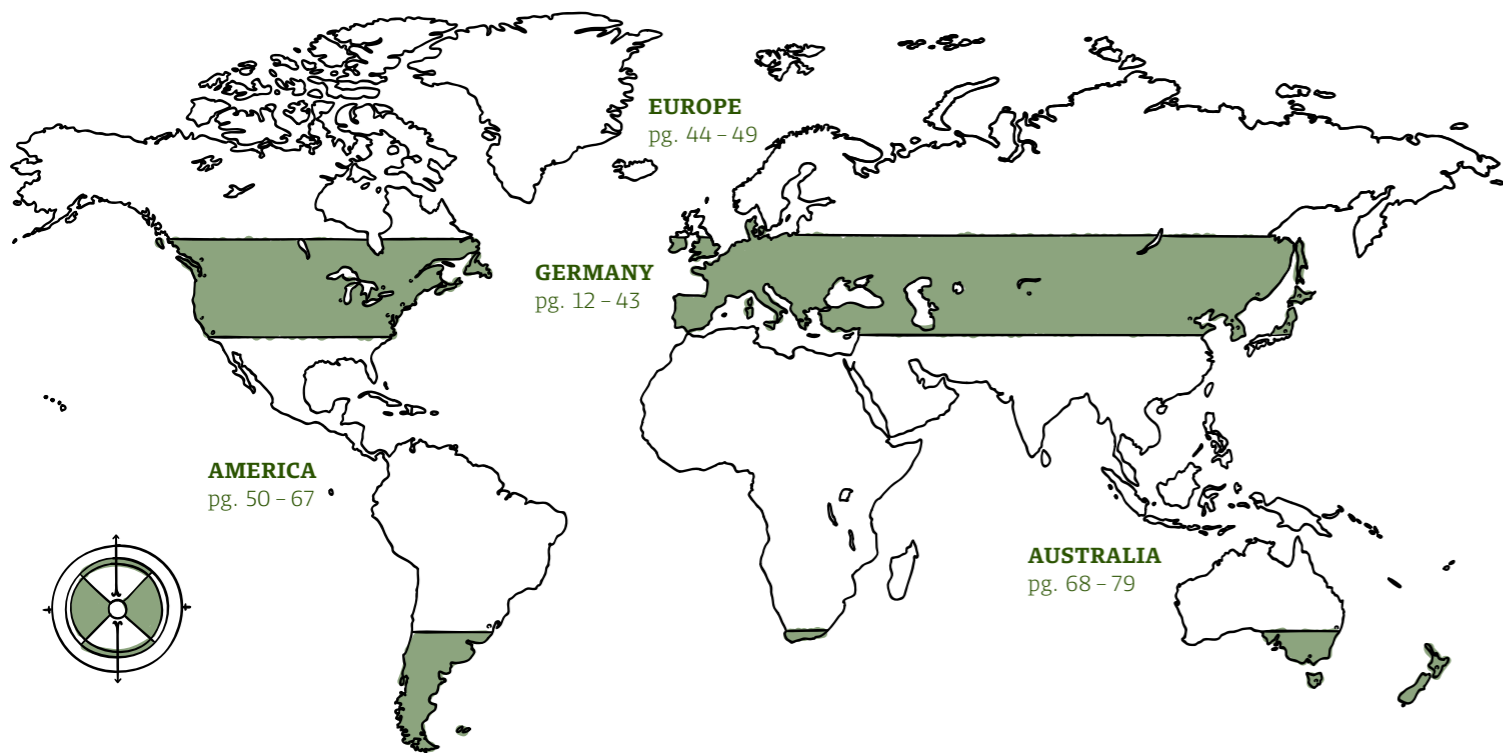 EUROPE
pg. 44 – 49
GERMANY
pg. 12 – 43
AMERICA
pg. 50 – 67
AUSTRALIA
pg. 68 – 79